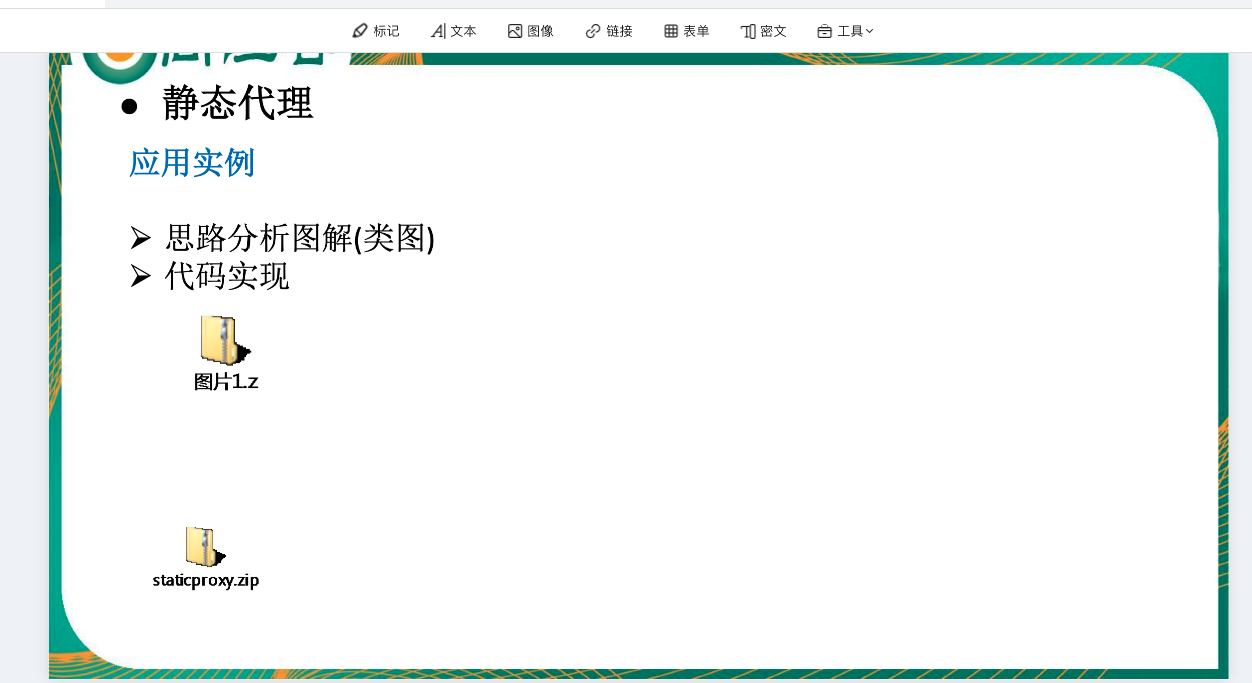 标记 文本 图像 链接 表单 密文 工具
● 静态代理
应用实例
➢ 思路分析图解(类图)
➢ 代码实现
图片1.z
staticproxy.zip